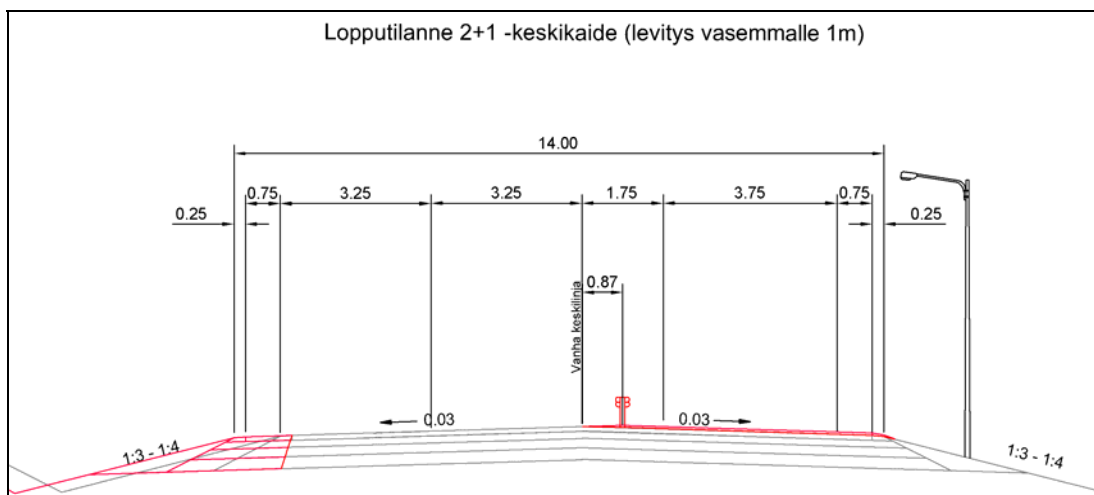 Lopputilanne 2+1 -keskikaide (levitys vasemmalle 1m)
14.00
0.75 3.25 3.25 1.75 3.75 0.75
0.25 0.25
0.87
Vanha keskilinja
0.03 0.03
1:3 - 1:4 1:3 - 1:4